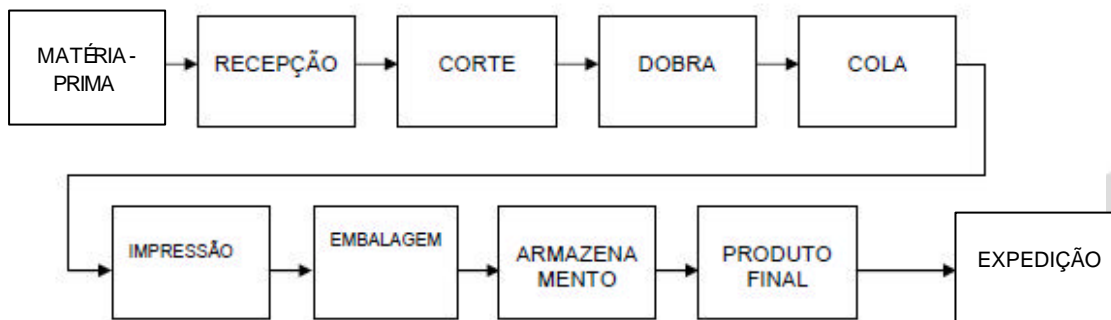 MATÉRIA-
PRIMA
RECEPÇÃO
CORTE
DOBRA
COLA
IMPRESSÃO
EMBALAGEM
ARMAZENA
MENTO
PRODUTO
FINAL
EXPEDIÇÃO